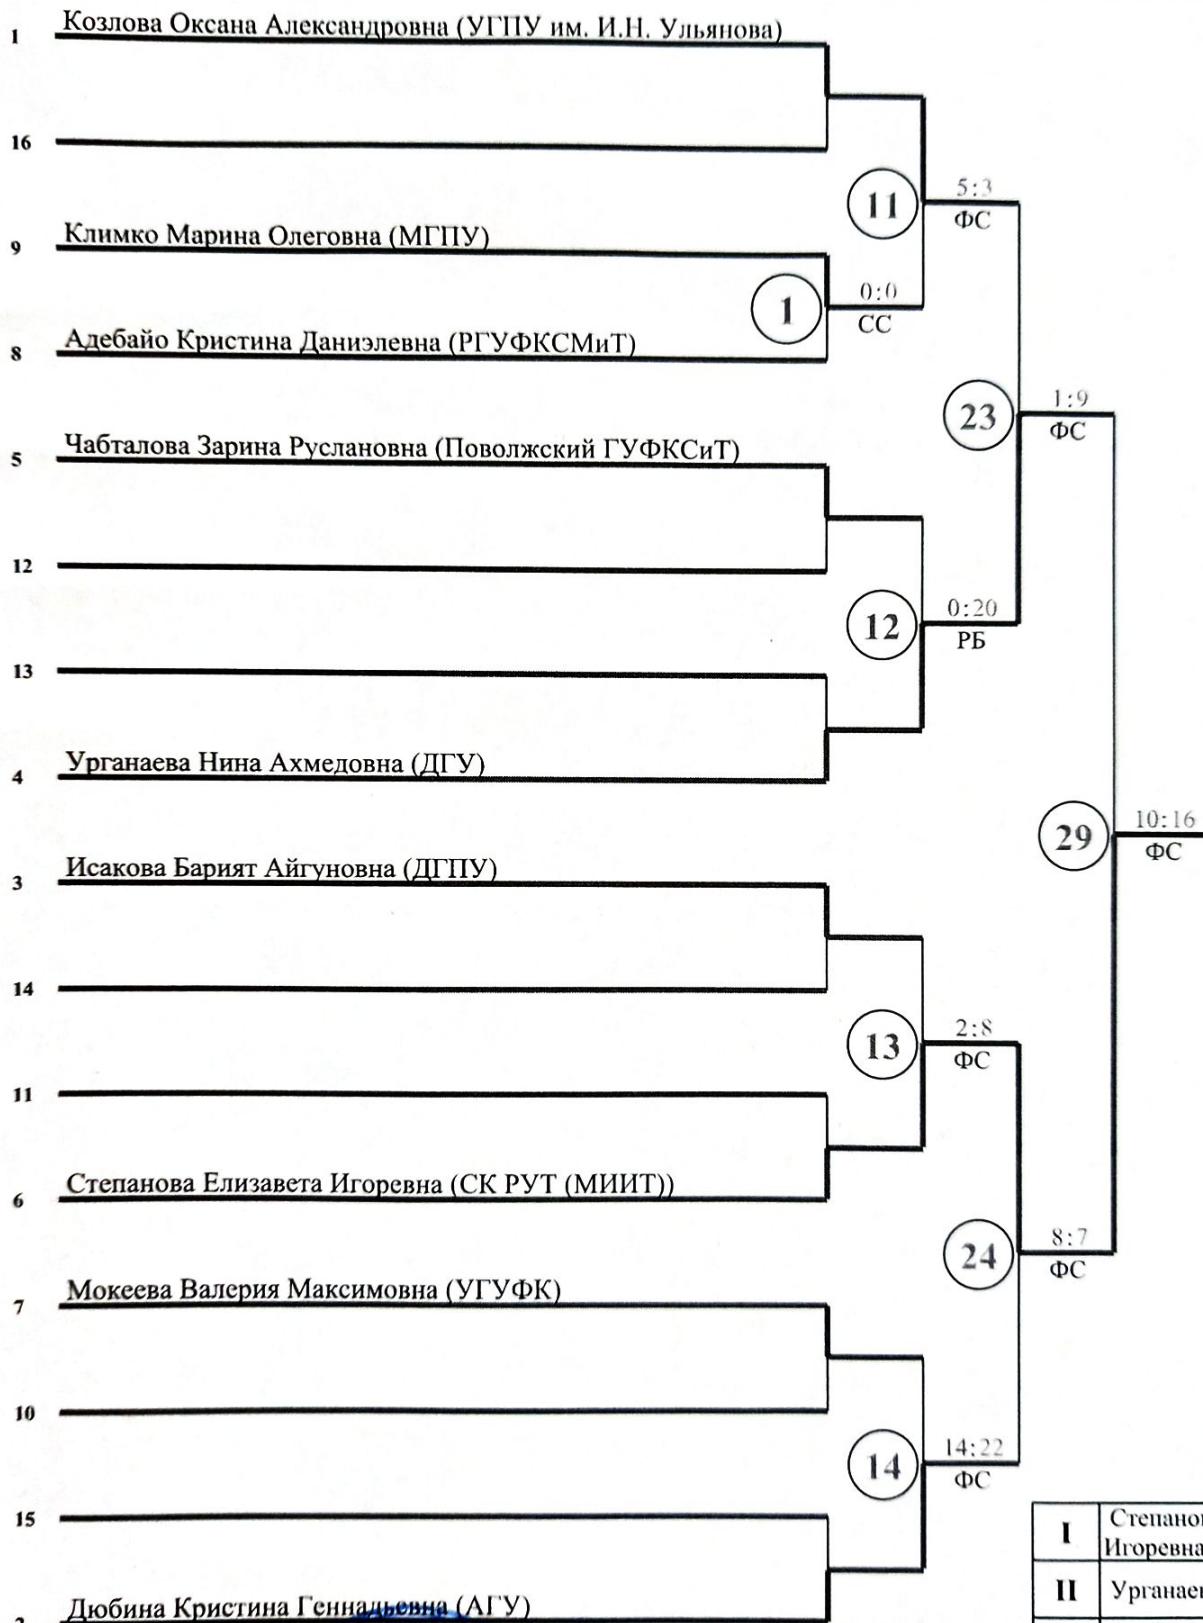 1 Козлова Оксана Александровна (УГПУ им. И.Н. Ульянова)
16
11 5:3
ФС
9 Климко Марина Олеговна (МГПУ)
1 0:0
СС
8 Адебайо Кристина Даниэлевна (РГУФКСМиТ)
23 1:9
ФС
5 Чабталова Зарина Руслановна (Поволжский ГУФКСиТ)
12
12 0:20
РБ
13
4 Урганаева Нина Ахмедовна (ДГУ)
29 10:16
ФС
3 Исакова Барият Айгуновна (ДГПУ)
14
13 2:8
ФС
11
6 Степанова Елизавета Игоревна (СК РУТ (МИИТ))
24 8:7
ФС
7 Мокеева Валерия Максимовна (УГУФК)
10
14 14:22
ФС
15
I Степанов
Игоревна
II Урганаев
Дюбина Кристина Геннадьевна (АГУ)